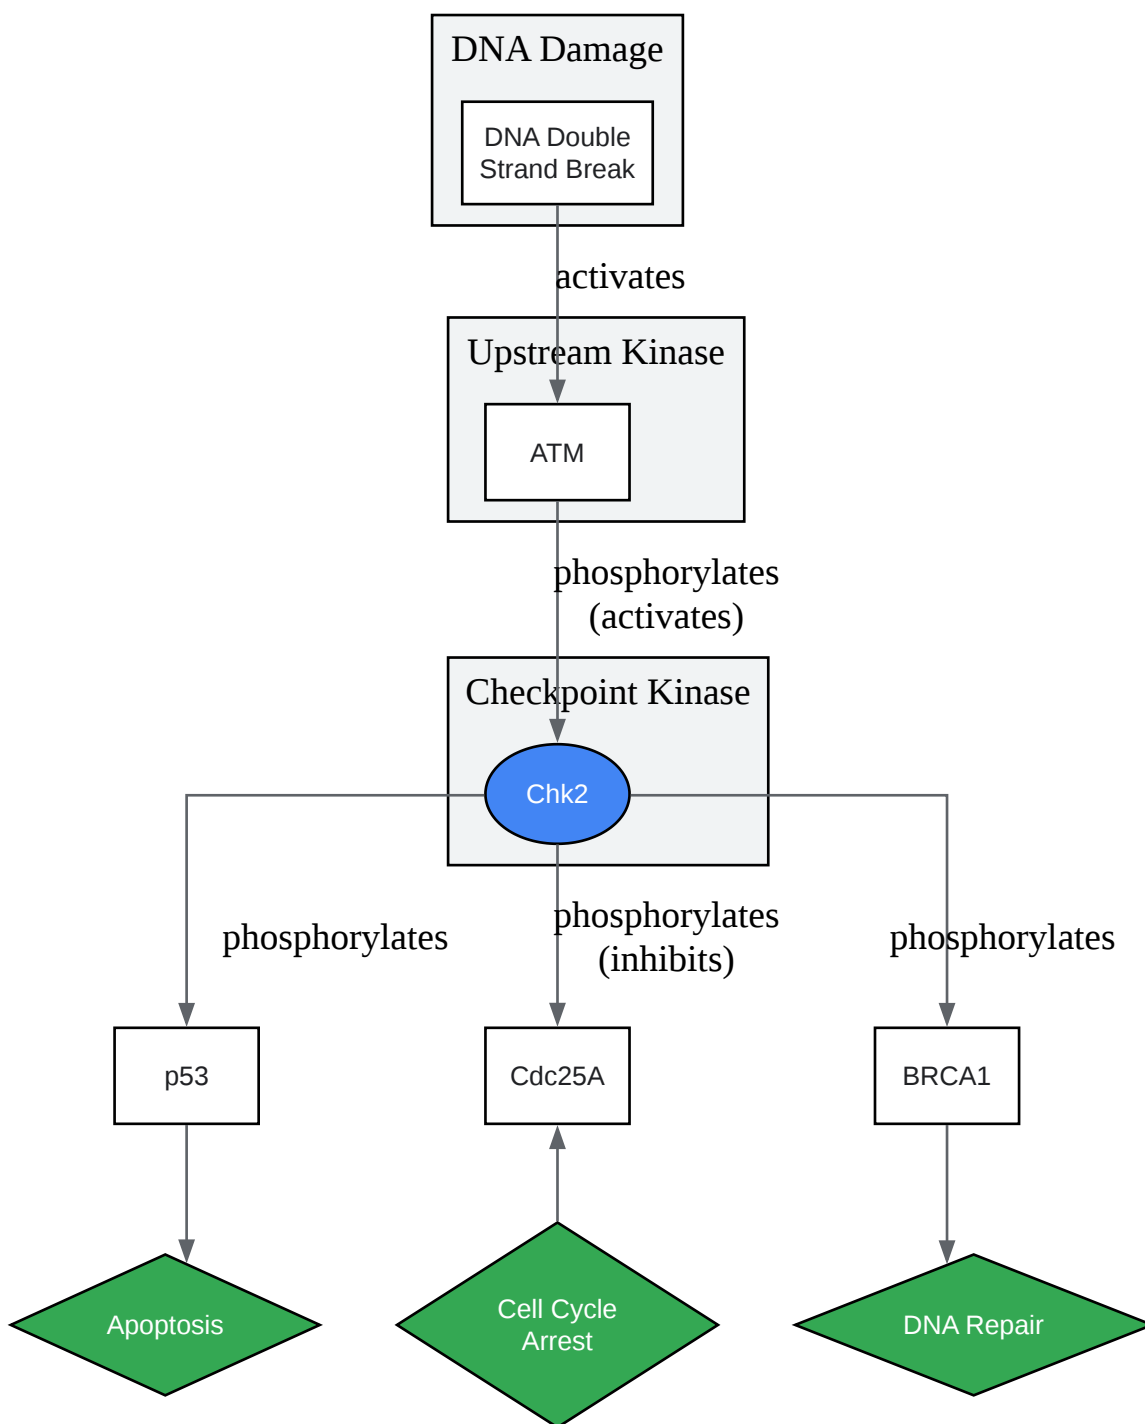 DNA Damage
DNA Double
Strand Break
activates
Upstream Kinase
ATM
phosphorylates
(activates)
Checkpoint Kinase
Chk2
phosphorylates
phosphorylates
(inhibits)
phosphorylates
p53
Cdc25A
BRCA1
Apoptosis
Cell Cycle
Arrest
DNA Repair